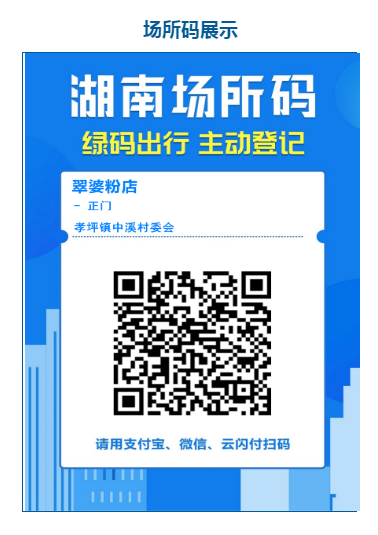 场所码展示
湖南场所码
绿码出行 主动登记
翠婆粉店
- 正门
孝坪镇中溪村委会
请用支付宝、微信、云闪付扫码